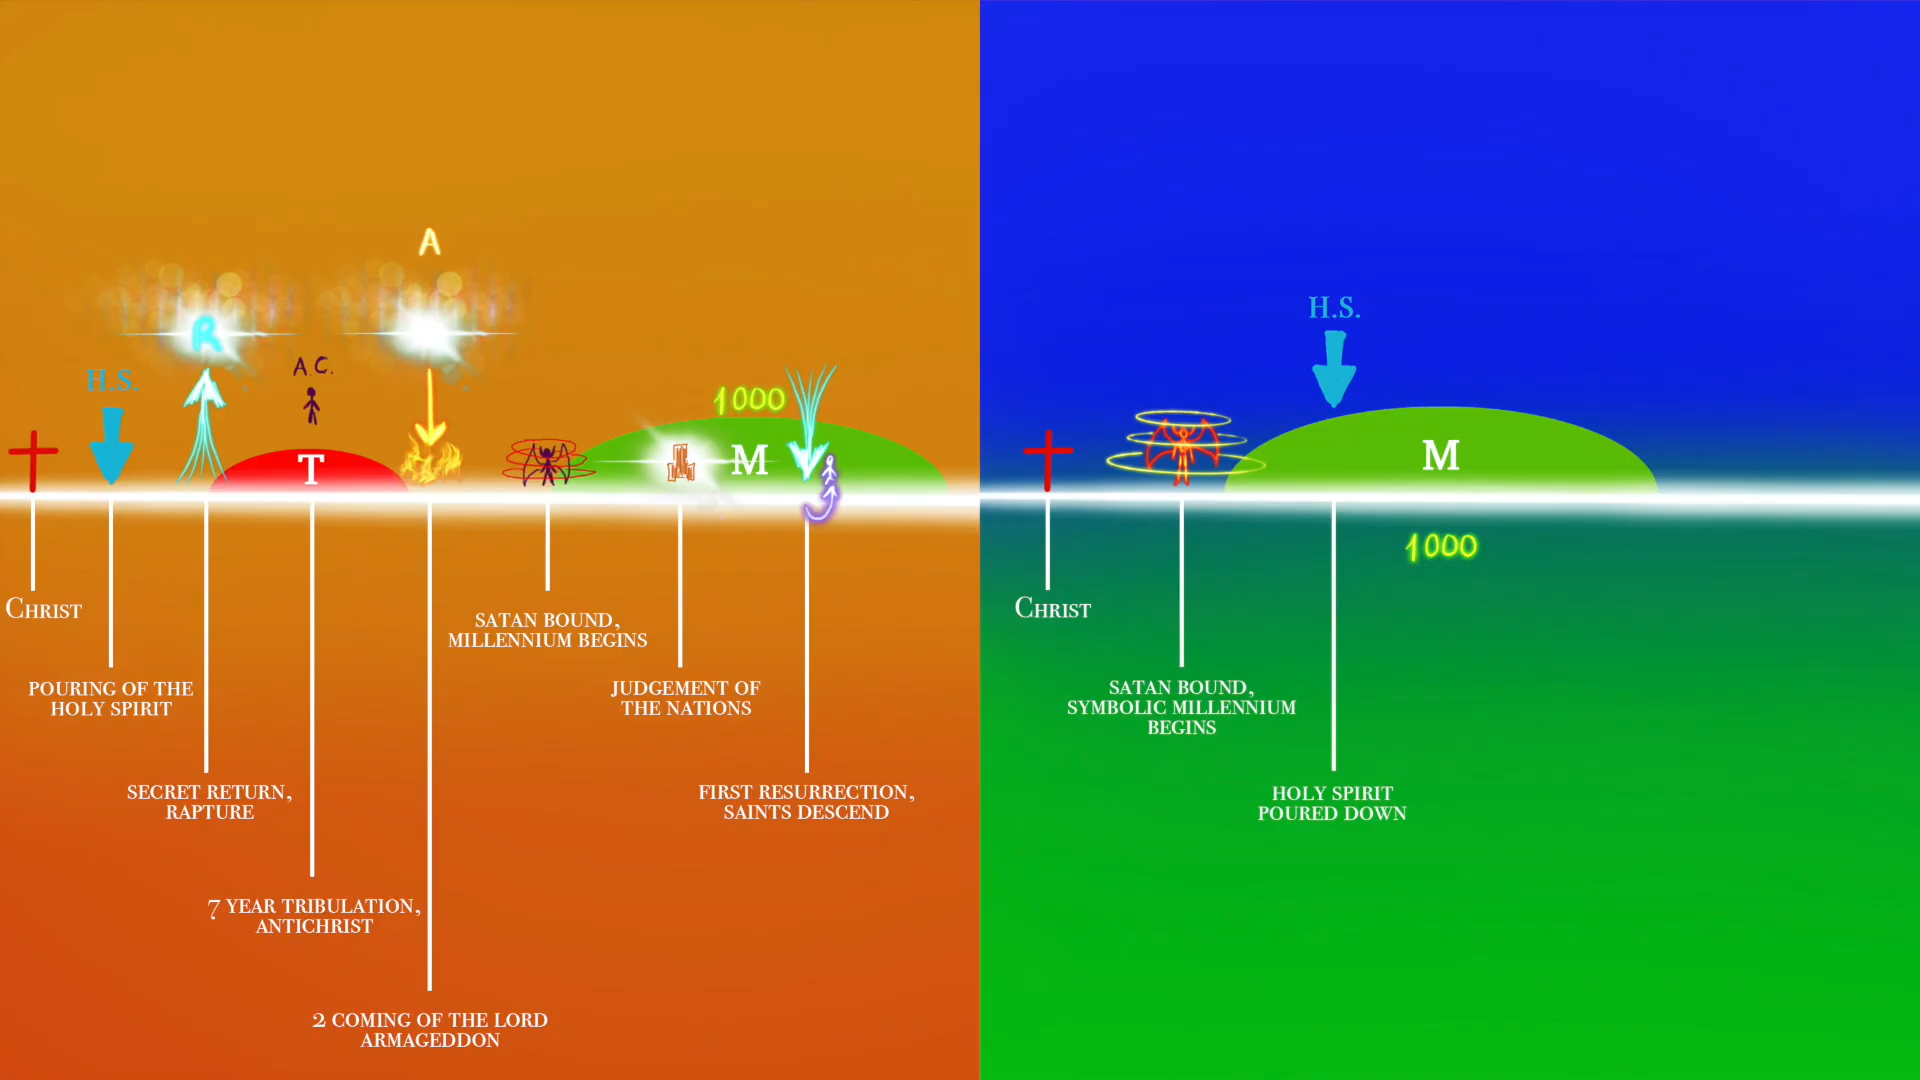 A
R
A.C.
H.S.
1000
T
M
CHRIST
SATAN BOUND,
MILLENNIUM BEGINS
POURING OF THE
HOLY SPIRIT
JUDGEMENT OF
THE NATIONS
SECRET RETURN,
RAPTURE
FIRST RESURRECTION,
SAINTS DESCEND
7 YEAR TRIBULATION,
ANTICHRIST
2 COMING OF THE LORD
ARMAGEDDON
H.S.
M
1000
CHRIST
SATAN BOUND,
SYMBOLIC MILLENNIUM
BEGINS
HOLY SPIRIT
POURED DOWN